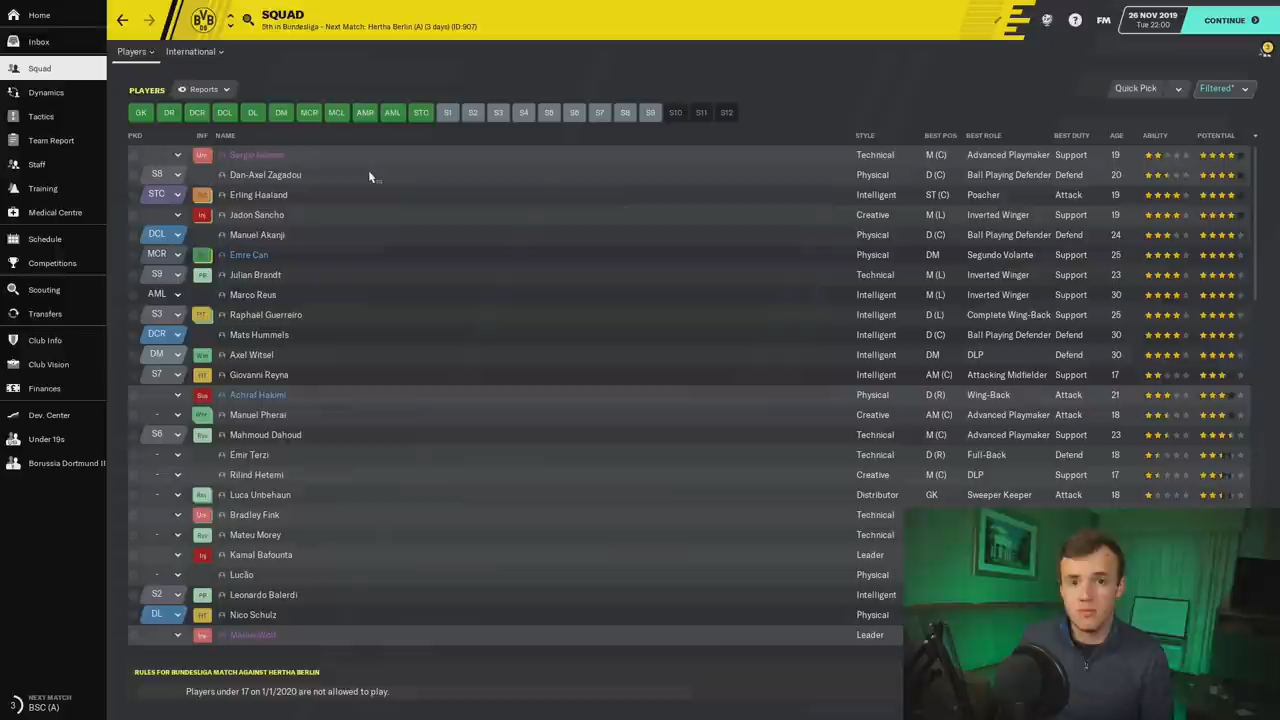 Home
Inbox
Squad
Dynamics
Tactics
Team Report
Staff
Training
Medical Centre
Schedule
Competitions
Scouting
Transfers
Club Info
Club Vision
Finances
Dev. Center
Under 19s
Borussia Dortmund II
3
NEXT MATCH
BSC (A)
BVB
09
SQUAD
5th in Bundesliga - Next Match: Hertha Berlin (A) (3 days) (ID:907)
FM
26 NOV 2019
Tue 22:00
CONTINUE
Players
International
3
PLAYERS
Reports
Quick Pick
Filtered*
GK DR DCR DCL DL DM MCR MCL AMR AML STC S1 S2 S3 S4 S5 S6 S7 S8 S9 S10 S11 S12
PKD INF NAME STYLE BEST POS BEST ROLE BEST DUTY AGE ABILITY POTENTIAL
Unr Technical M (C) Advanced Playmaker Support 19
S8 Dan-Axel Zagadou Physical D (C) Ball Playing Defender Defend 20
STC Erling Haaland Intelligent ST (C) Poacher Attack 19
Inj Jadon Sancho Creative M (L) Inverted Winger Support 19
DCL Manuel Akanji Physical D (C) Ball Playing Defender Defend 24
MCR Emre Can Physical DM Segundo Volante Support 25
S9 PR Julian Brandt Technical M (L) Inverted Winger Support 23
AML Marco Reus Intelligent M (L) Inverted Winger Support 30
S3 Raphaël Guerreiro Intelligent D (L) Complete Wing-Back Support 25
DCR Mats Hummels Intelligent D (C) Ball Playing Defender Defend 30
DM Wnt Axel Witsel Intelligent DM DLP Defend 30
S7 Giovanni Reyna Intelligent AM (C) Attacking Midfielder Support 17
Sus Achraf Hakimi Physical D (R) Wing-Back Attack 21
- Manuel Pherai Creative AM (C) Advanced Playmaker Attack 18
S6 Mahmoud Dahoud Technical M (C) Advanced Playmaker Support 23
- Emir Terzi Technical D (R) Full-Back Defend 18
- Rilind Hetemi Creative M (C) DLP Support 17
- Luca Unbehaun Distributor GK Sweeper Keeper Attack 18
Unr Bradley Fink Technical
- Mateu Morey Technical
Inj Kamal Bafounta Leader
- Lucão Physical
S2 PR Leonardo Balerdi Intelligent
DL Nico Schulz Physical
Marius Wolf Leader
RULES FOR BUNDESLIGA MATCH AGAINST HERTHA BERLIN
Players under 17 on 1/1/2020 are not allowed to play.